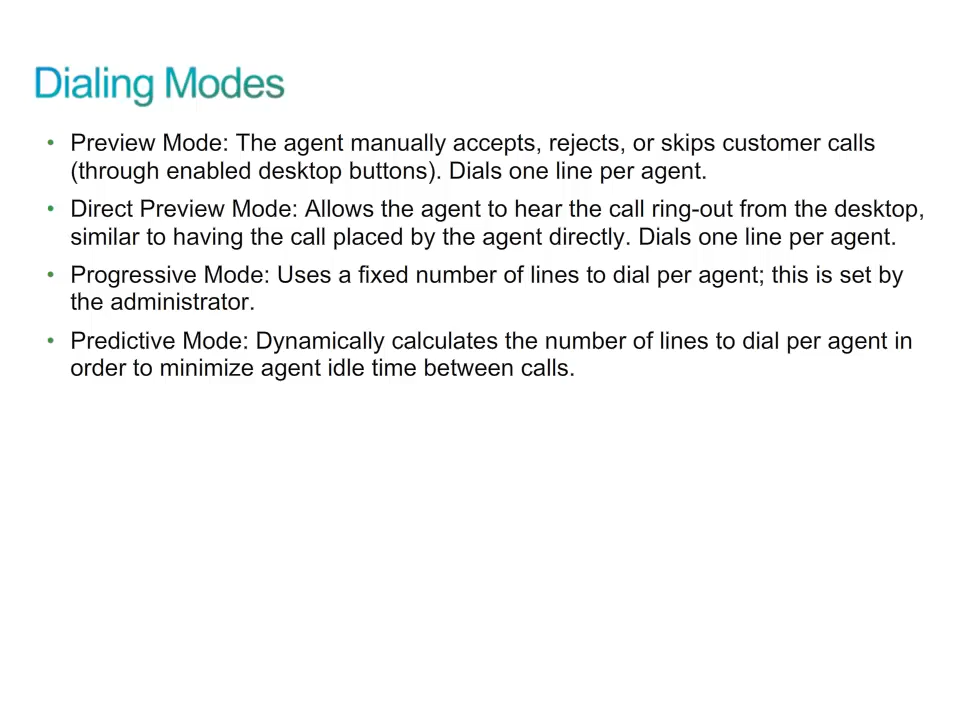 Dialing Modes
• Preview Mode: The agent manually accepts, rejects, or skips customer calls
(through enabled desktop buttons). Dials one line per agent.
• Direct Preview Mode: Allows the agent to hear the call ring-out from the desktop,
similar to having the call placed by the agent directly. Dials one line per agent.
• Progressive Mode: Uses a fixed number of lines to dial per agent; this is set by
the administrator.
• Predictive Mode: Dynamically calculates the number of lines to dial per agent in
order to minimize agent idle time between calls.